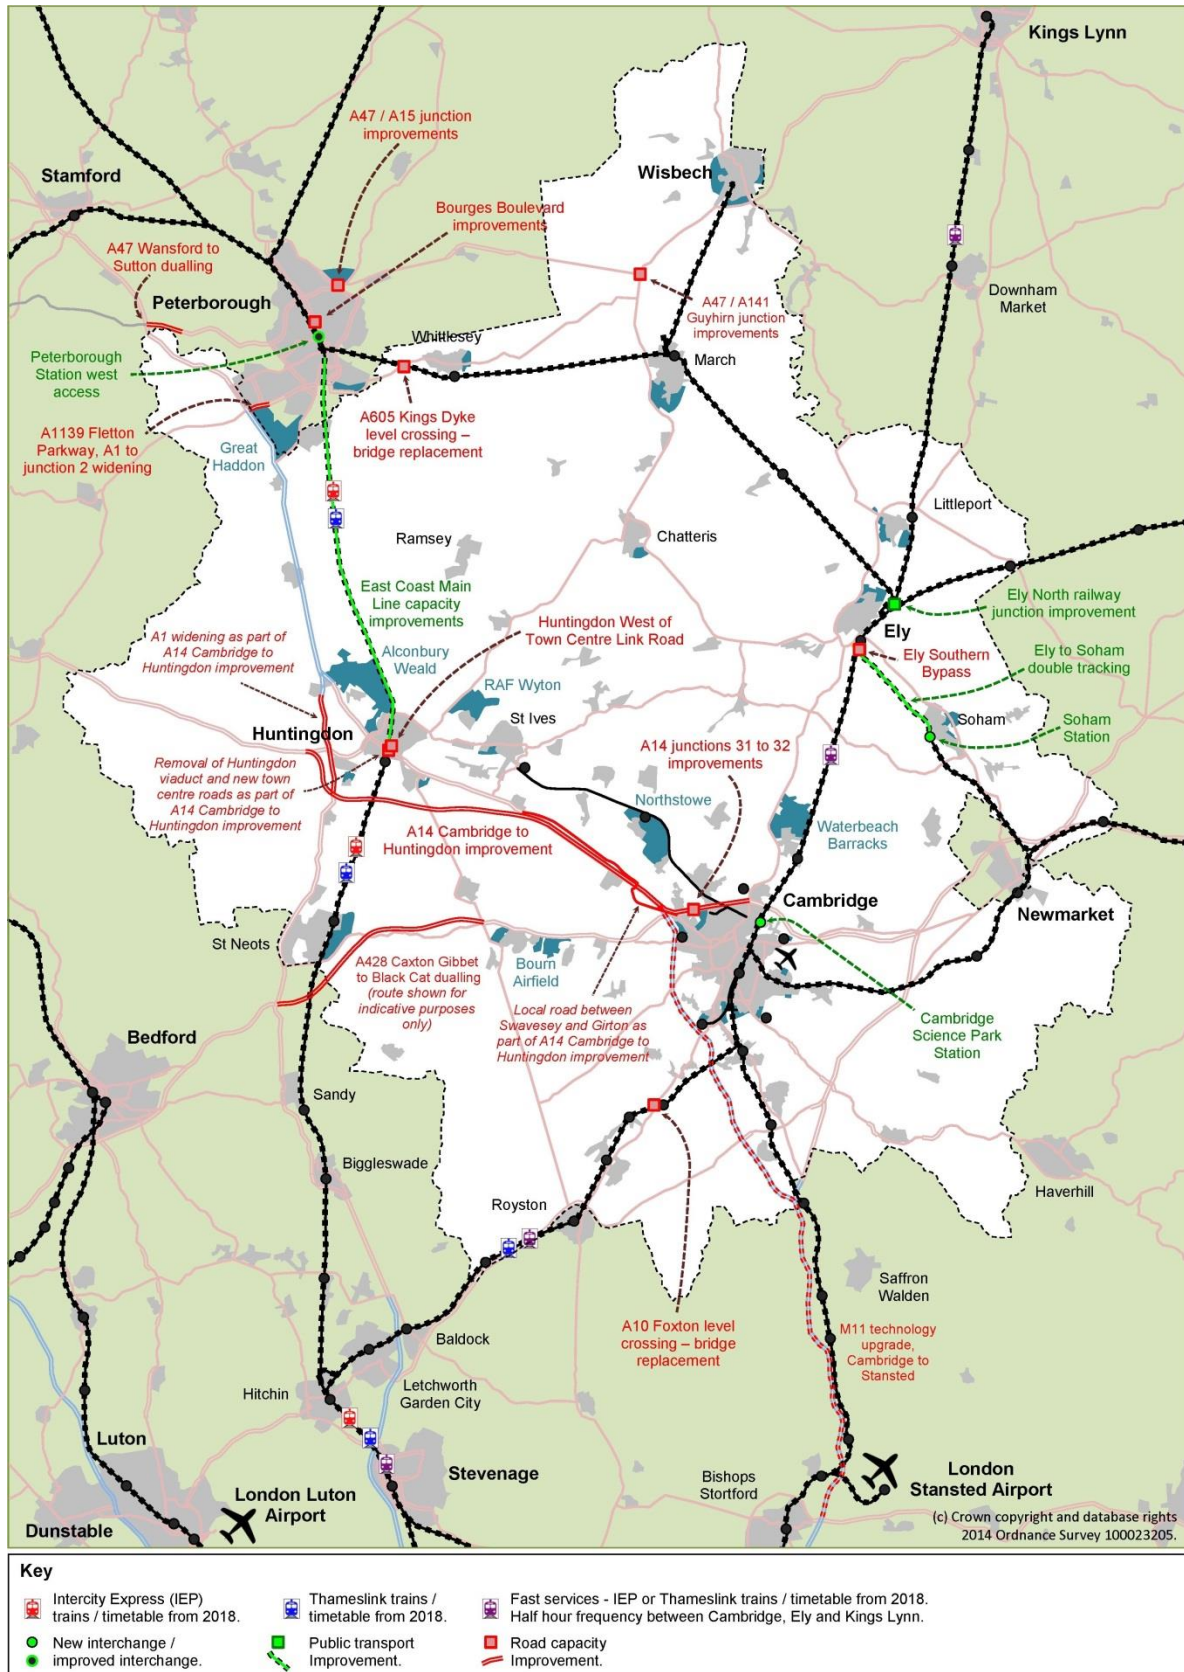 Kings Lynn
A47 / A15 junction
improvements
Stamford
Wisbech
Bourges Boulevard
improvements
A47 Wansford to
Sutton dualling
Peterborough
Downham
Market
A47 / A141
Guyhirn junction
improvements
Whittlesey
Peterborough
Station west
access
March
A605 Kings Dyke
level crossing –
bridge replacement
A1139 Fletton
Parkway, A1 to
junction 2 widening
Great
Haddon
Littleport
Chatteris
Ramsey
East Coast Main
Line capacity
improvements
Ely North railway
junction improvement
Ely
Huntingdon West of
Town Centre Link Road
A1 widening as part of
A14 Cambridge to
Huntingdon improvement
Alconbury
Weald
Ely Southern
Bypass
Ely to Soham
double tracking
RAF Wyton
St Ives
Soham
Soham
Station
Huntingdon
A14 junctions 31 to 32
improvements
Removal of Huntingdon
viaduct and new town
centre roads as part of
A14 Cambridge to
Huntingdon improvement
Northstowe
Waterbeach
Barracks
A14 Cambridge to
Huntingdon improvement
Cambridge
Newmarket
St Neots
A428 Caxton Gibbet
to Black Cat dualling
(route shown for
indicative purposes
only)
Bourn
Airfield
Local road between
Swavesey and Girton as
part of A14 Cambridge to
Huntingdon improvement
Cambridge
Science Park
Station
Bedford
Sandy
Biggleswade
Haverhill
Royston
Saffron
Walden
A10 Foxton level
crossing – bridge
replacement
M11 technology
upgrade,
Cambridge to
Stansted
Baldock
Hitchin
Letchworth
Garden City
Luton
Stevenage
Bishops
Stortford
London
Stansted Airport
London Luton
Airport
Dunstable
(c) Crown copyright and database rights
2014 Ordnance Survey 100023205.
Key
Intercity Express (IEP)
trains / timetable from 2018.
Thameslink trains /
timetable from 2018.
Fast services - IEP or Thameslink trains / timetable from 2018.
Half hour frequency between Cambridge, Ely and Kings Lynn.
New interchange /
improved interchange.
Public transport
Improvement.
Road capacity
Improvement.